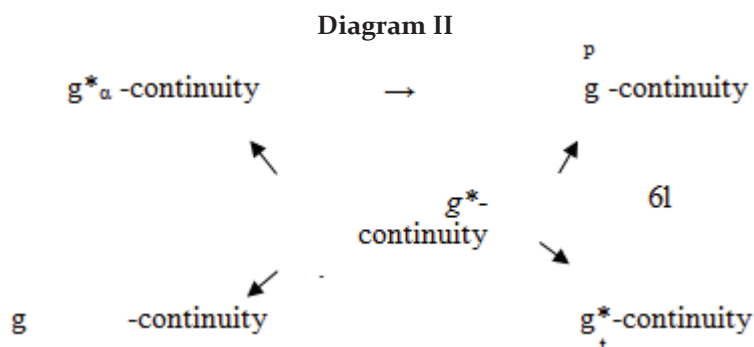 Diagram II
p
g*α -continuity → g -continuity
g*-
continuity
6l
-
g -continuity g*t-continuity